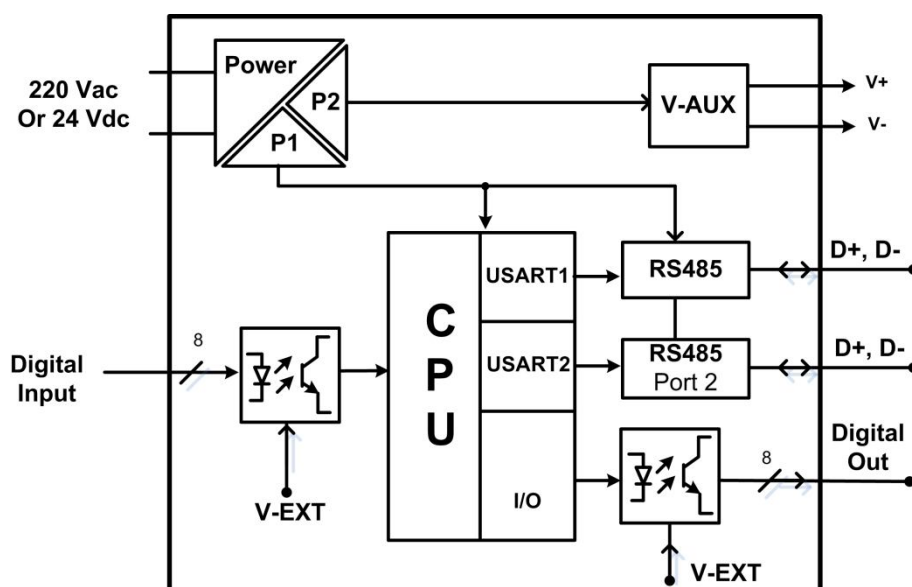 Power
P2
P1
220 Vac
Or 24 Vdc
V-AUX
V+
V-
USART1
RS485
D+, D-
C
P
U
8
Digital
Input
USART2
RS485
Port 2
D+, D-
V-EXT
I/O
8
Digital
Out
V-EXT